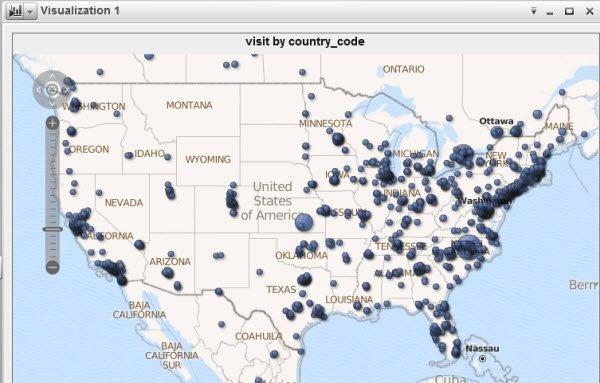 Visualization 1
visit by country_code
ONTARIO
WASHINGTON
MONTANA
MINNESOTA
Ottawa
MAINE
OREGON
IDAHO
WYOMING
MICHIGAN
NEW
YORK
IOWA
United
States
of America
NEVADA
INDIANA
Washington
MISSOURI
CALIFORNIA
ARIZONA
OKLAHOMA
TENNESSEE
ALABAMA
TEXAS
LOUISIANA
BAJA
CALIFORNIA
Berm
COAHUILA
BAJA
CALIFORNIA
SUR
Nassau
México
Cuba